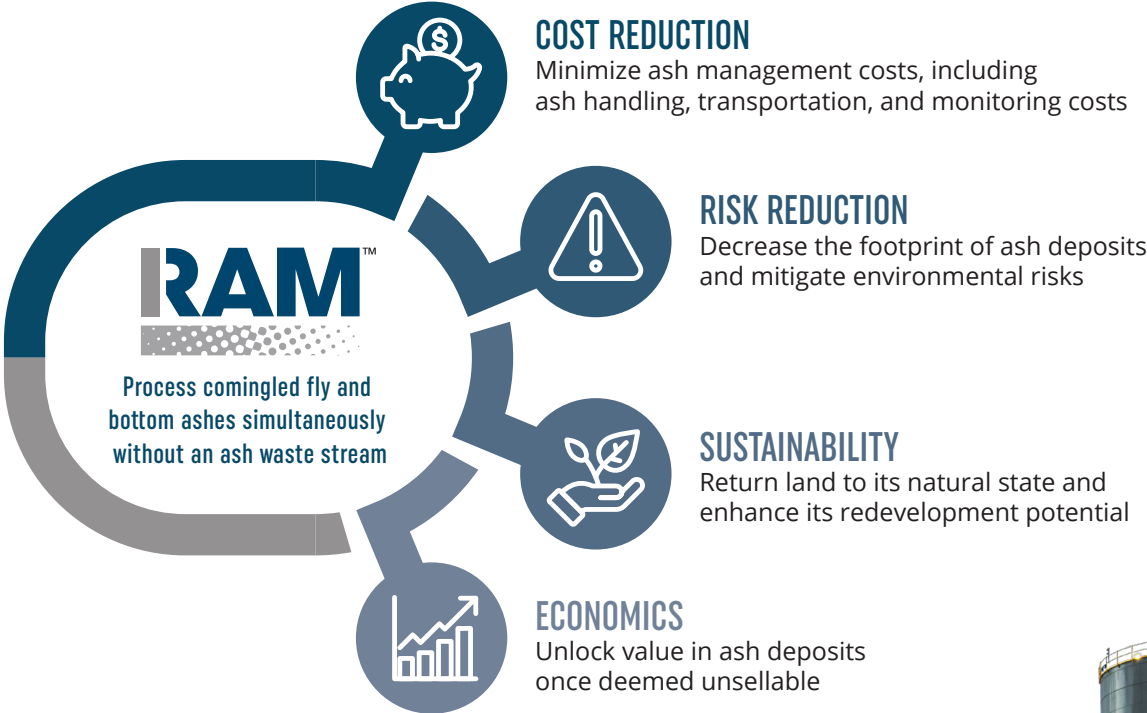 $
COST REDUCTION
Minimize ash management costs, including
ash handling, transportation, and monitoring costs
RISK REDUCTION
Decrease the footprint of ash deposits
and mitigate environmental risks
RAM™
Process comingled fly and
bottom ashes simultaneously
without an ash waste stream
SUSTAINABILITY
Return land to its natural state and
enhance its redevelopment potential
ECONOMICS
Unlock value in ash deposits
once deemed unsellable